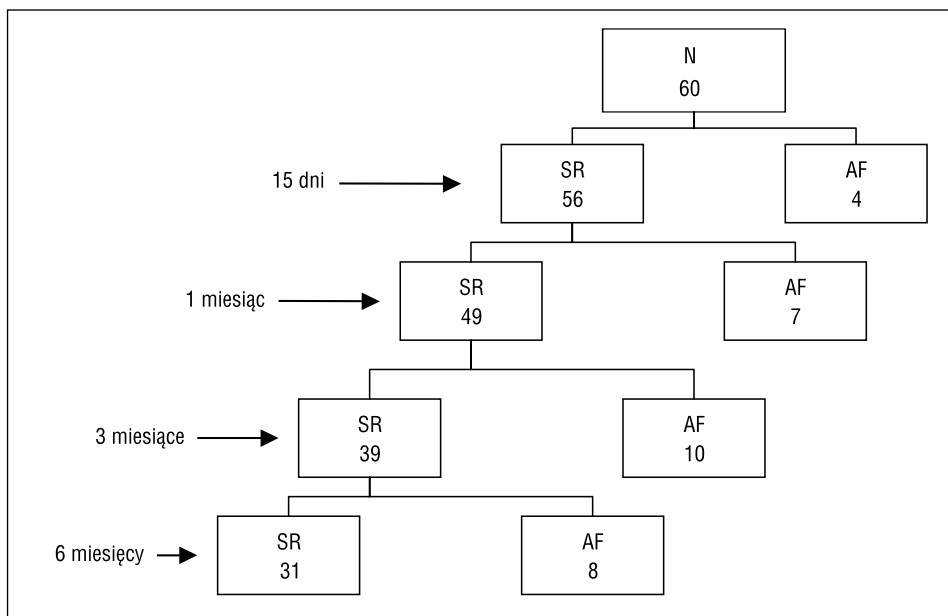 N
60
15 dni
SR
56
AF
4
1 miesiąc
SR
49
AF
7
3 miesiące
SR
39
AF
10
6 miesięcy
SR
31
AF
8